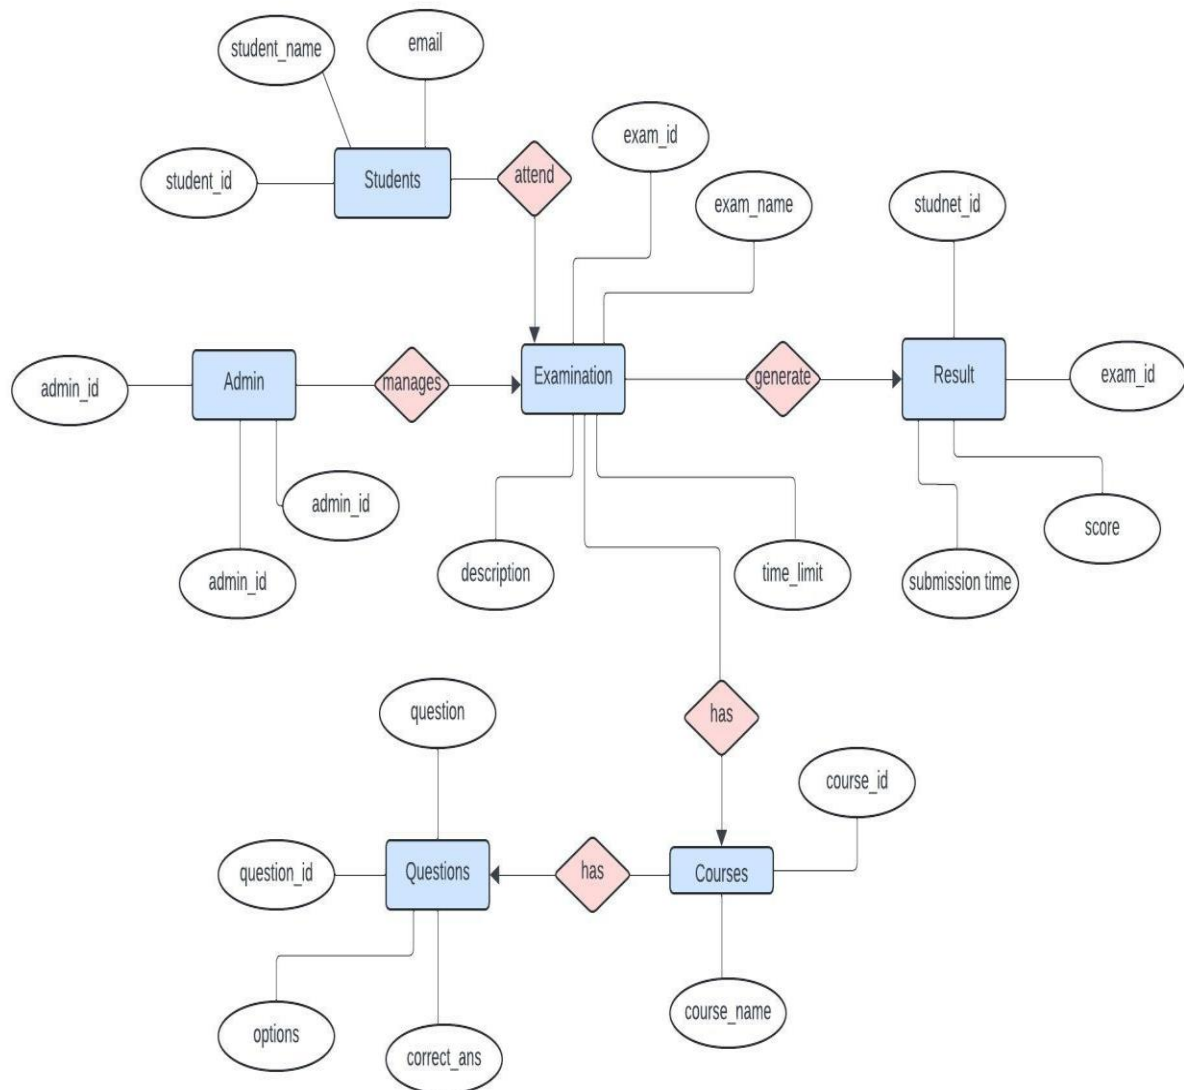 student_name
email
student_id
Students
attend
exam_id
exam_name
studnet_id
admin_id
Admin
manages
Examination
generate
Result
exam_id
admin_id
admin_id
description
time_limit
score
submission time
question
has
course_id
question_id
Questions
has
Courses
options
correct_ans
course_name